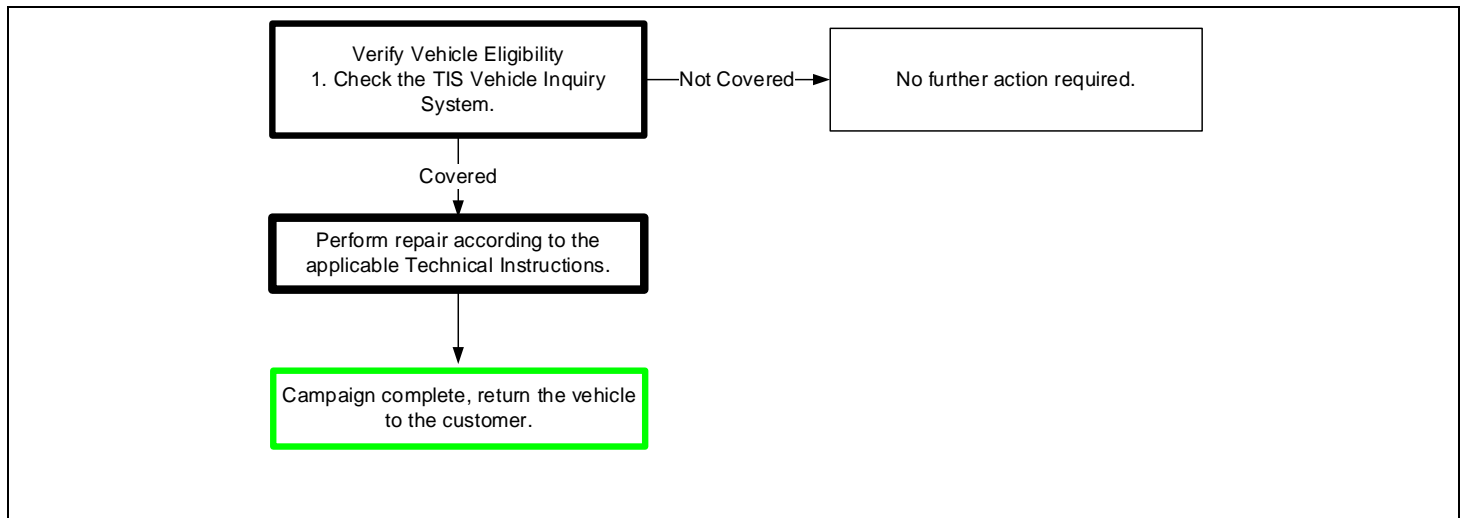 Verify Vehicle Eligibility
1. Check the TIS Vehicle Inquiry
System.
Not Covered
No further action required.
Covered
Perform repair according to the
applicable Technical Instructions.
Campaign complete, return the vehicle
to the customer.